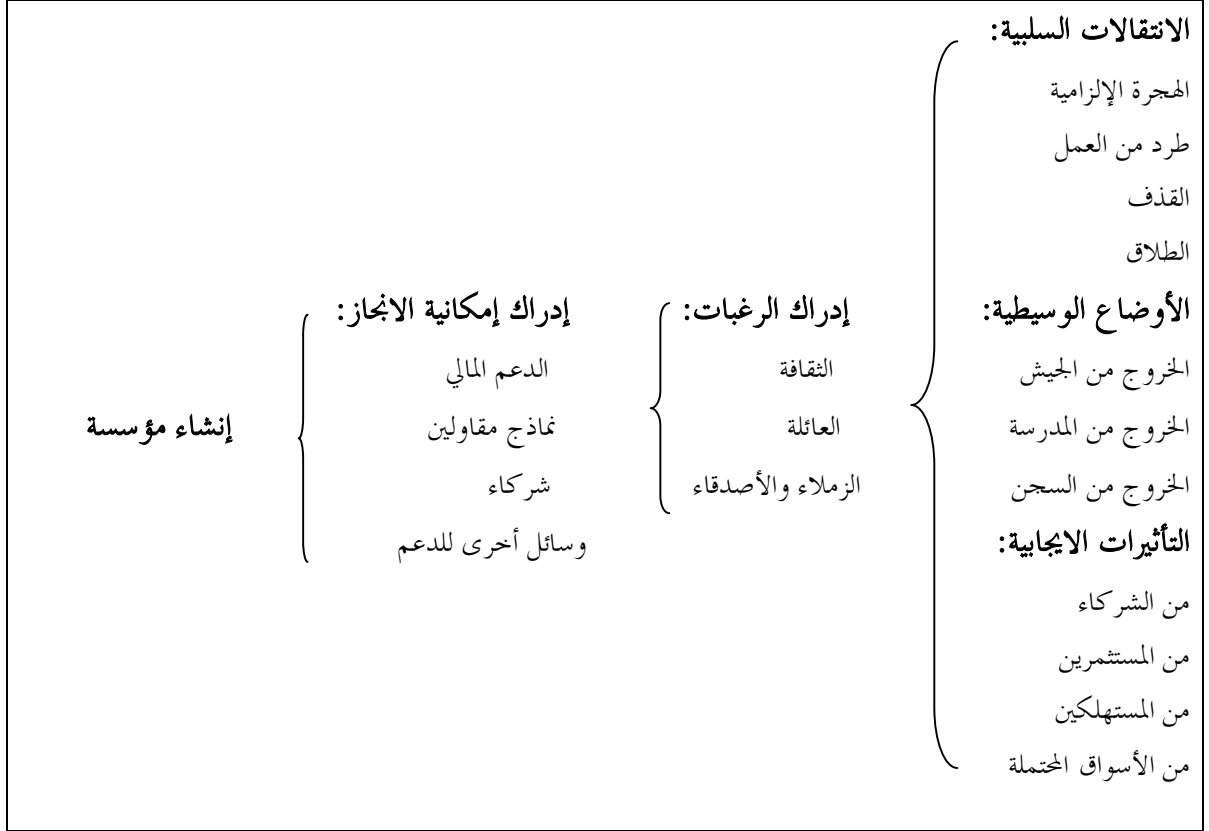 الانتقالات السلبية:
الهجرة الإلزامية
طرد من العمل
القذف
الطلاق
الأوضاع الوسيطية:
الخروج من الجيش
الخروج من المدرسة
الخروج من السجن
التأثيرات الايجابية:
من الشركاء
من المستثمرين
من المستهلكين
من الأسواق المحتملة
إدراك الرغبات:
الثقافة
العائلة
الزملاء والأصدقاء
إدراك إمكانية الانجاز:
الدعم المالي
نماذج مقاولين
شركاء
وسائل أخرى للدعم
إنشاء مؤسسة